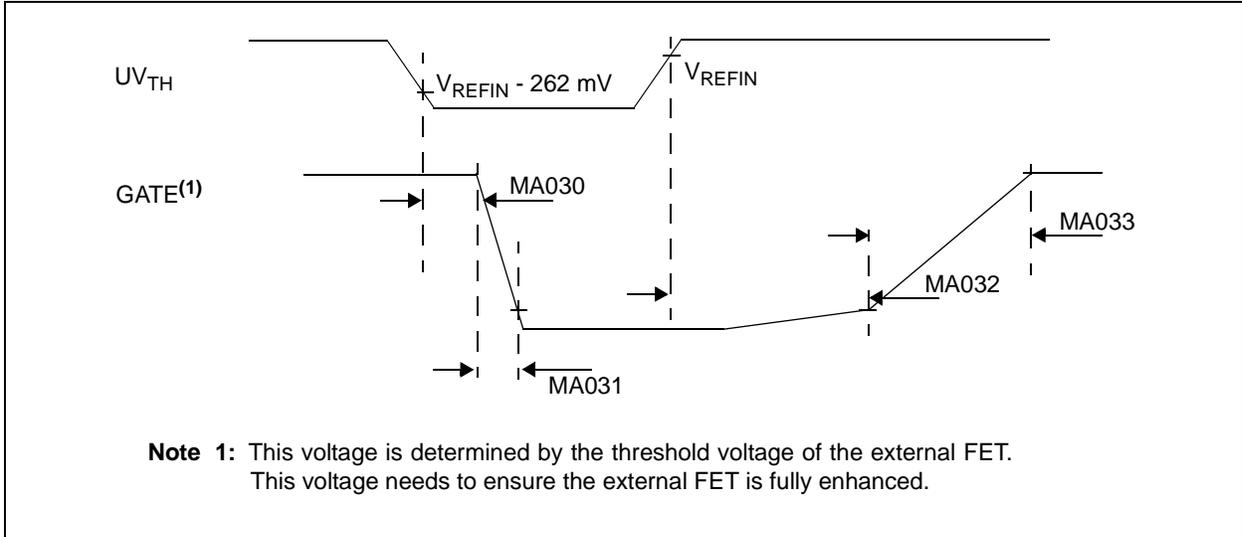 UVTH
VREFIN - 262 mV
VREFIN
GATE(1)
MA030
MA033
MA032
MA031
Note 1: This voltage is determined by the threshold voltage of the external FET.
This voltage needs to ensure the external FET is fully enhanced.